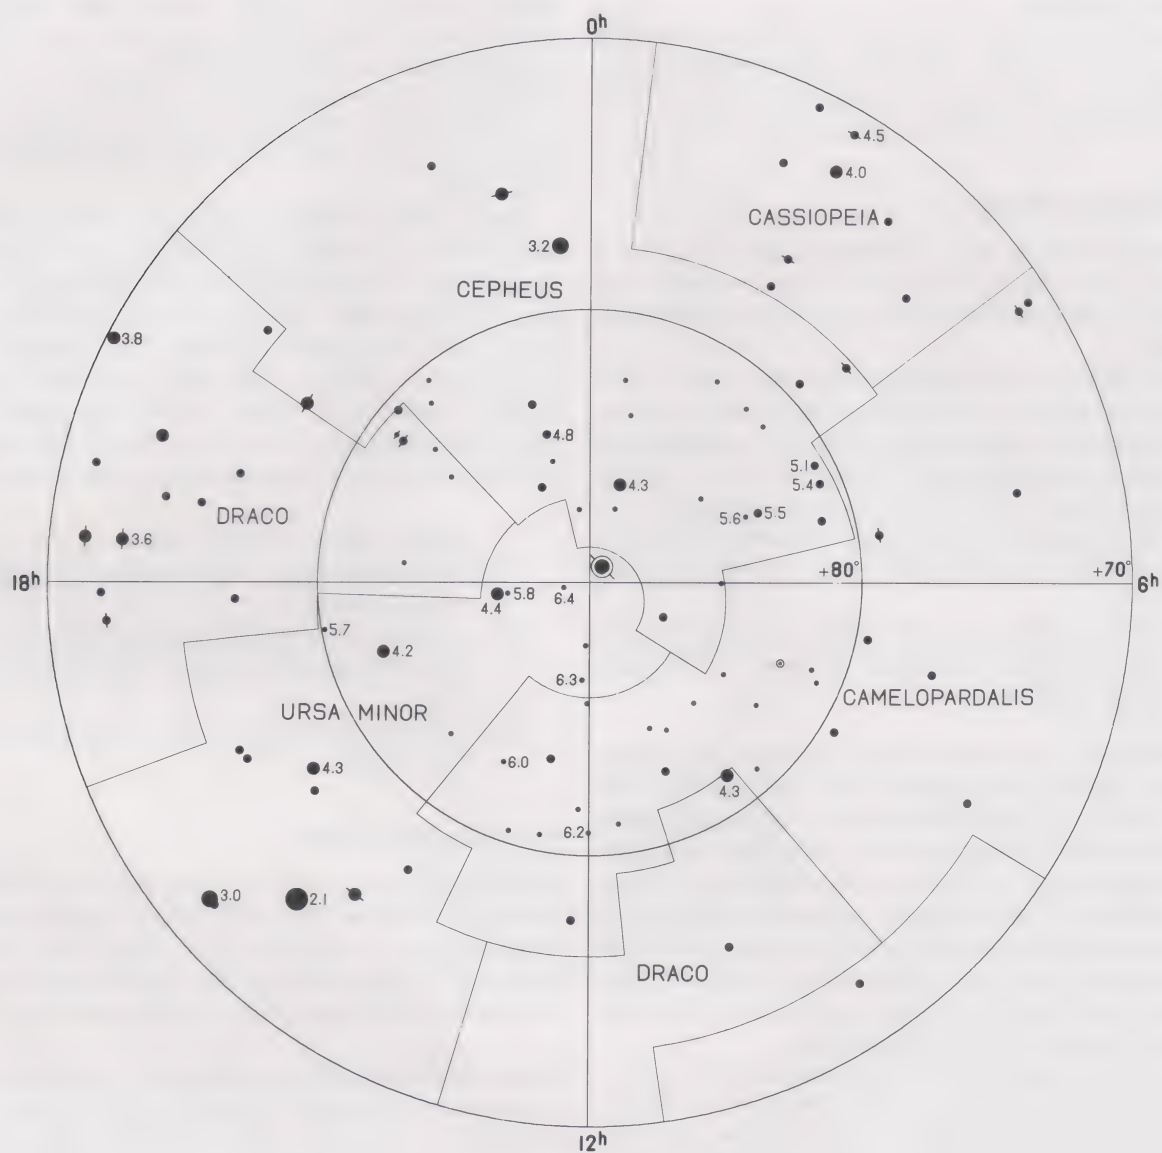 0h
4.5
4.0
CASSIOPEIA
3.2
CEPHEUS
3.8
4.8
5.1
4.3
5.4
5.6
5.5
DRACO
3.6
18h
+80°
+70°
6h
4.4
5.8
6.4
5.7
4.2
6.3
CAMELOPARDALIS
URSA MINOR
6.0
4.3
4.3
6.2
3.0
2.1
DRACO
12h